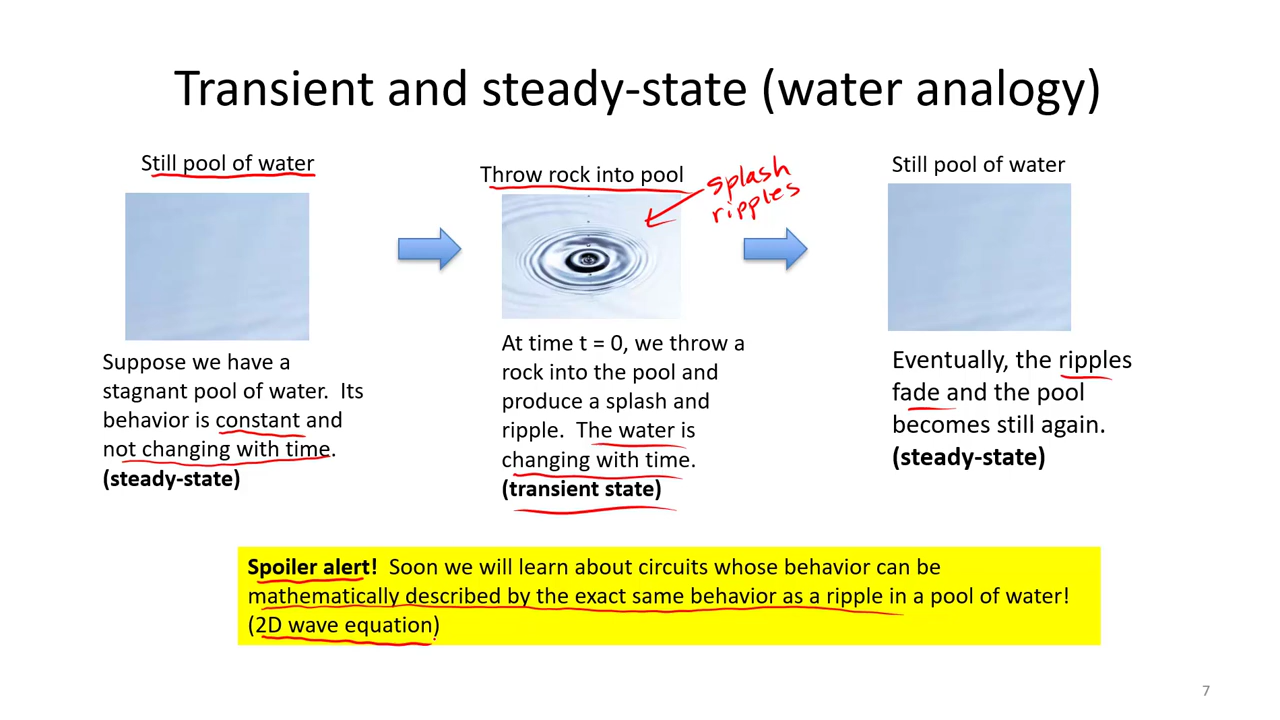 Transient and steady-state (water analogy)
Still pool of water
Suppose we have a
stagnant pool of water.  Its
behavior is constant and
not changing with time.
(steady-state)
Throw rock into pool
splash
ripples
At time t = 0, we throw a
rock into the pool and
produce a splash and
ripple.  The water is
changing with time.
(transient state)
Still pool of water
Eventually, the ripples
fade and the pool
becomes still again.
(steady-state)
Spoiler alert!  Soon we will learn about circuits whose behavior can be
mathematically described by the exact same behavior as a ripple in a pool of water!
(2D wave equation)
7